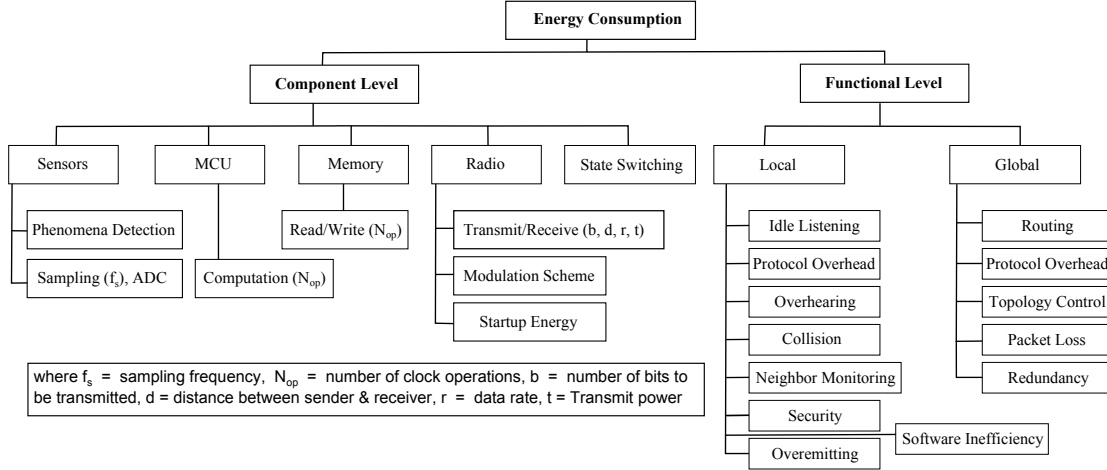 Energy Consumption
Component Level
Functional Level
Sensors
MCU
Memory
Radio
State Switching
Local
Global
Phenomena Detection
Sampling (fs), ADC
Computation (Nop)
Read/Write (Nop)
Transmit/Receive (b, d, r, t)
Modulation Scheme
Startup Energy
Idle Listening
Protocol Overhead
Overhearing
Collision
Neighbor Monitoring
Security
Software Inefficiency
Overemitting
Routing
Protocol Overhead
Topology Control
Packet Loss
Redundancy
where fs = sampling frequency, Nop = number of clock operations, b = number of bits to
be transmitted, d = distance between sender & receiver, r = data rate, t = Transmit power